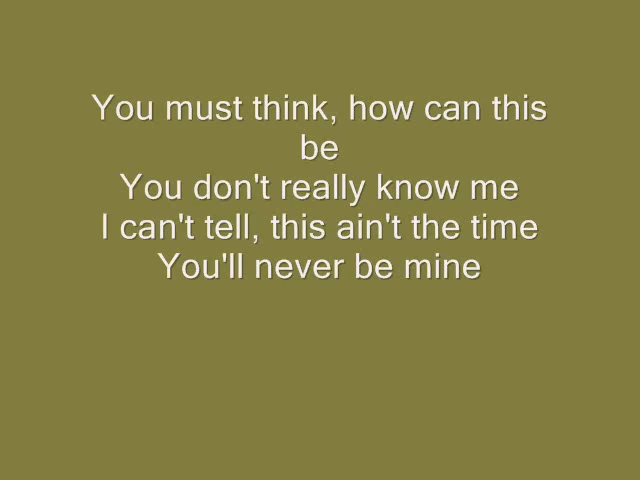 You must think, how can this
be
You don't really know me
I can't tell, this ain't the time
You'll never be mine